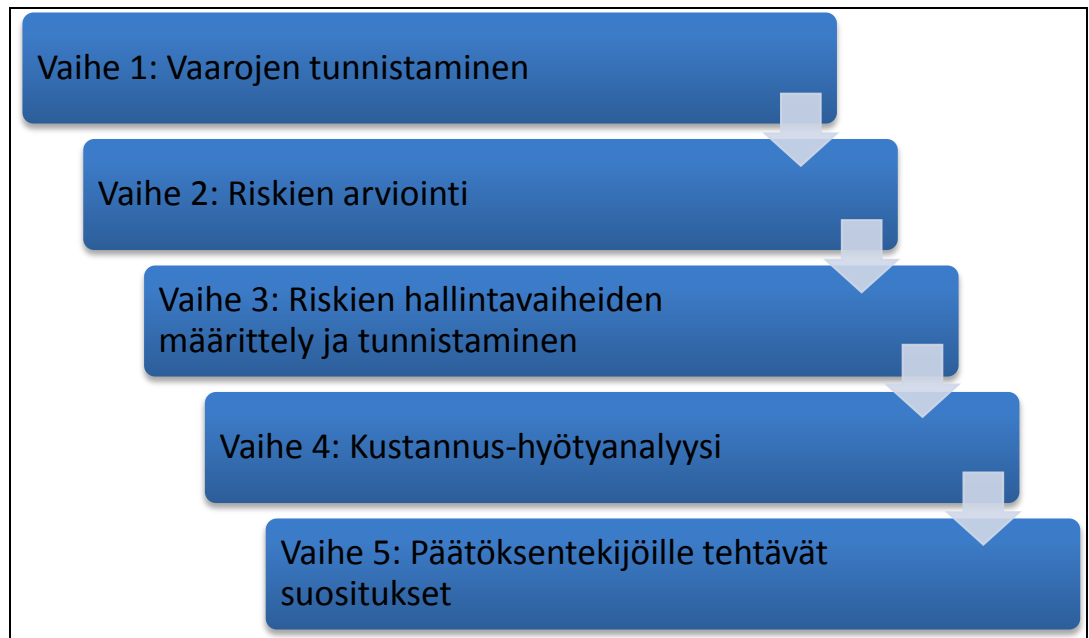 Vaihe 1: Vaarojen tunnistaminen
Vaihe 2: Riskien arviointi
Vaihe 3: Riskien hallintavaiheiden
määrittely ja tunnistaminen
Vaihe 4: Kustannus-hyötyanalyysi
Vaihe 5: Päätöksentekijöille tehtävät
suositukset